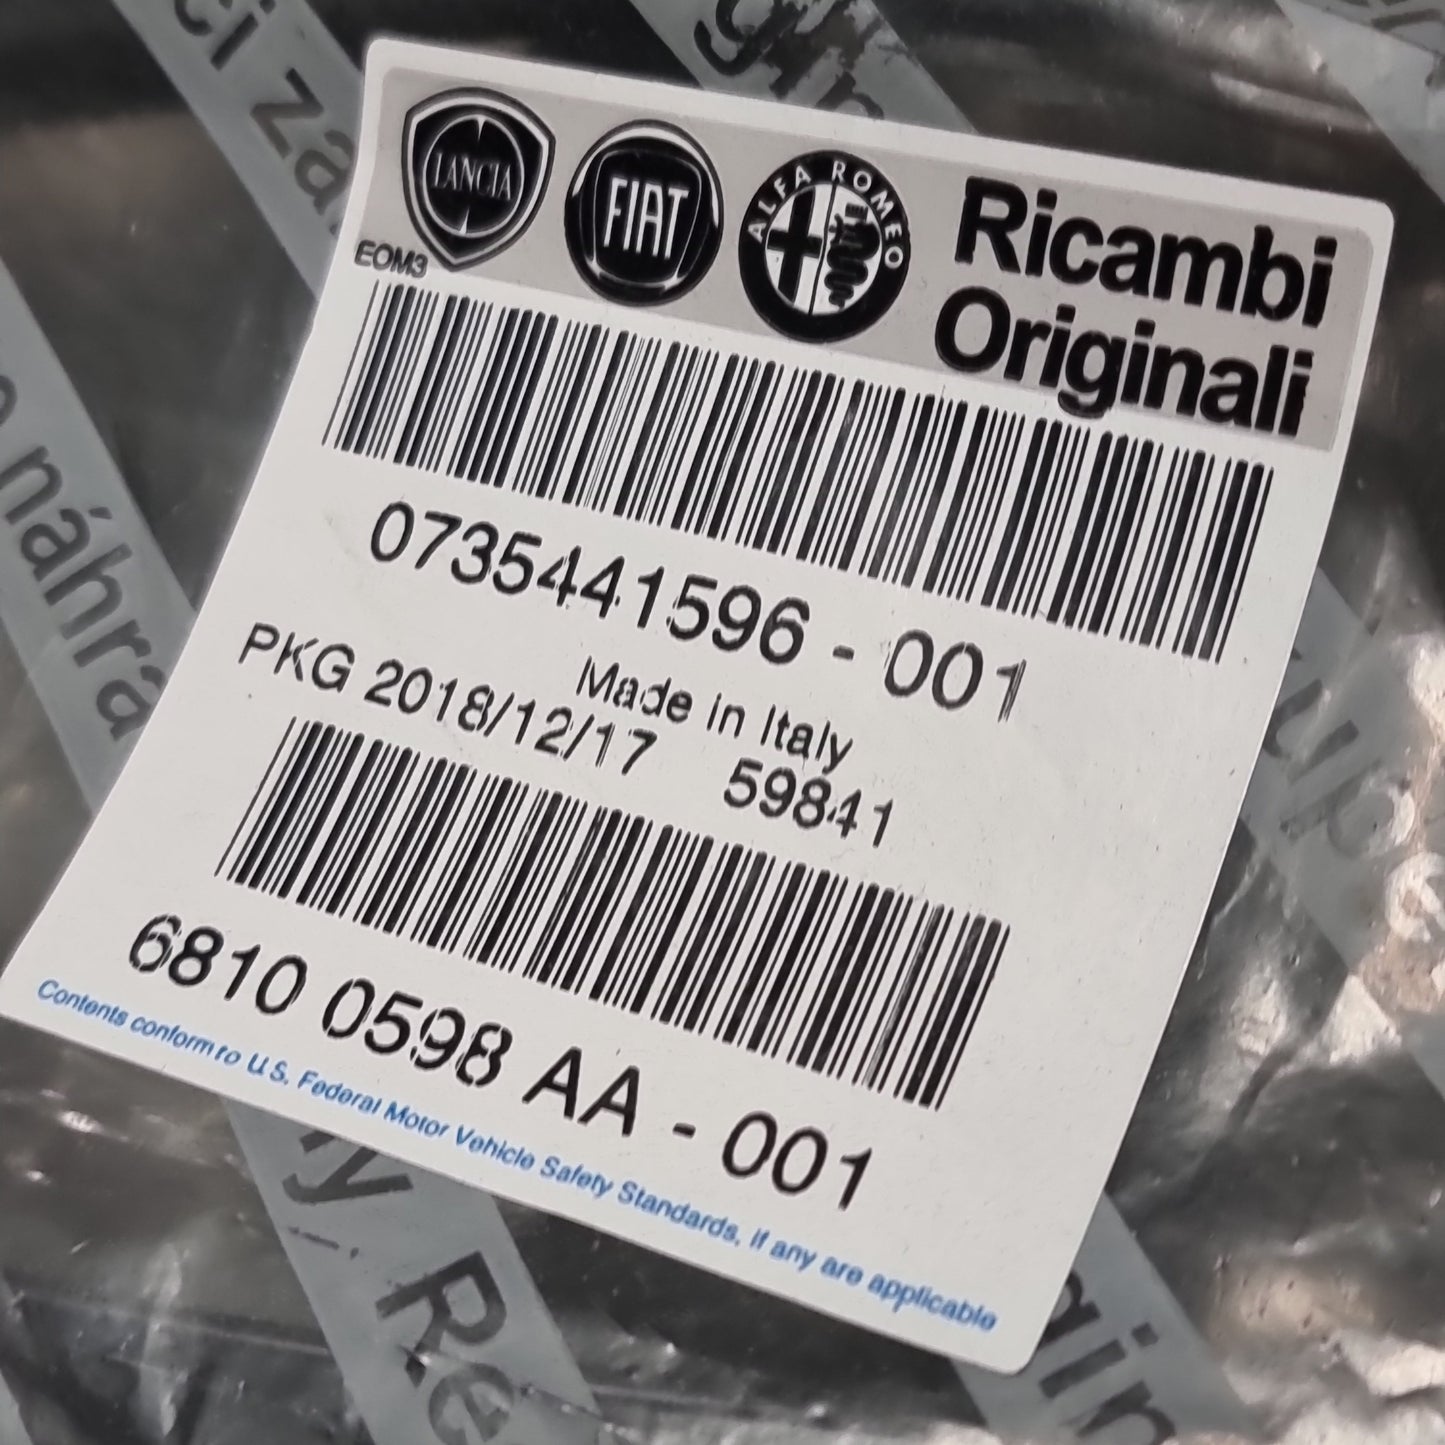 LANCIA
FIAT
ALFA ROMEO
Ricambi
Originali
EOM3
0735441596 - 001
Made in Italy
PKG 2018/12/17 59841
6810 0598 AA - 001
Contents conform to U.S. Federal Motor Vehicle Safety Standards, if any are applicable
náhra